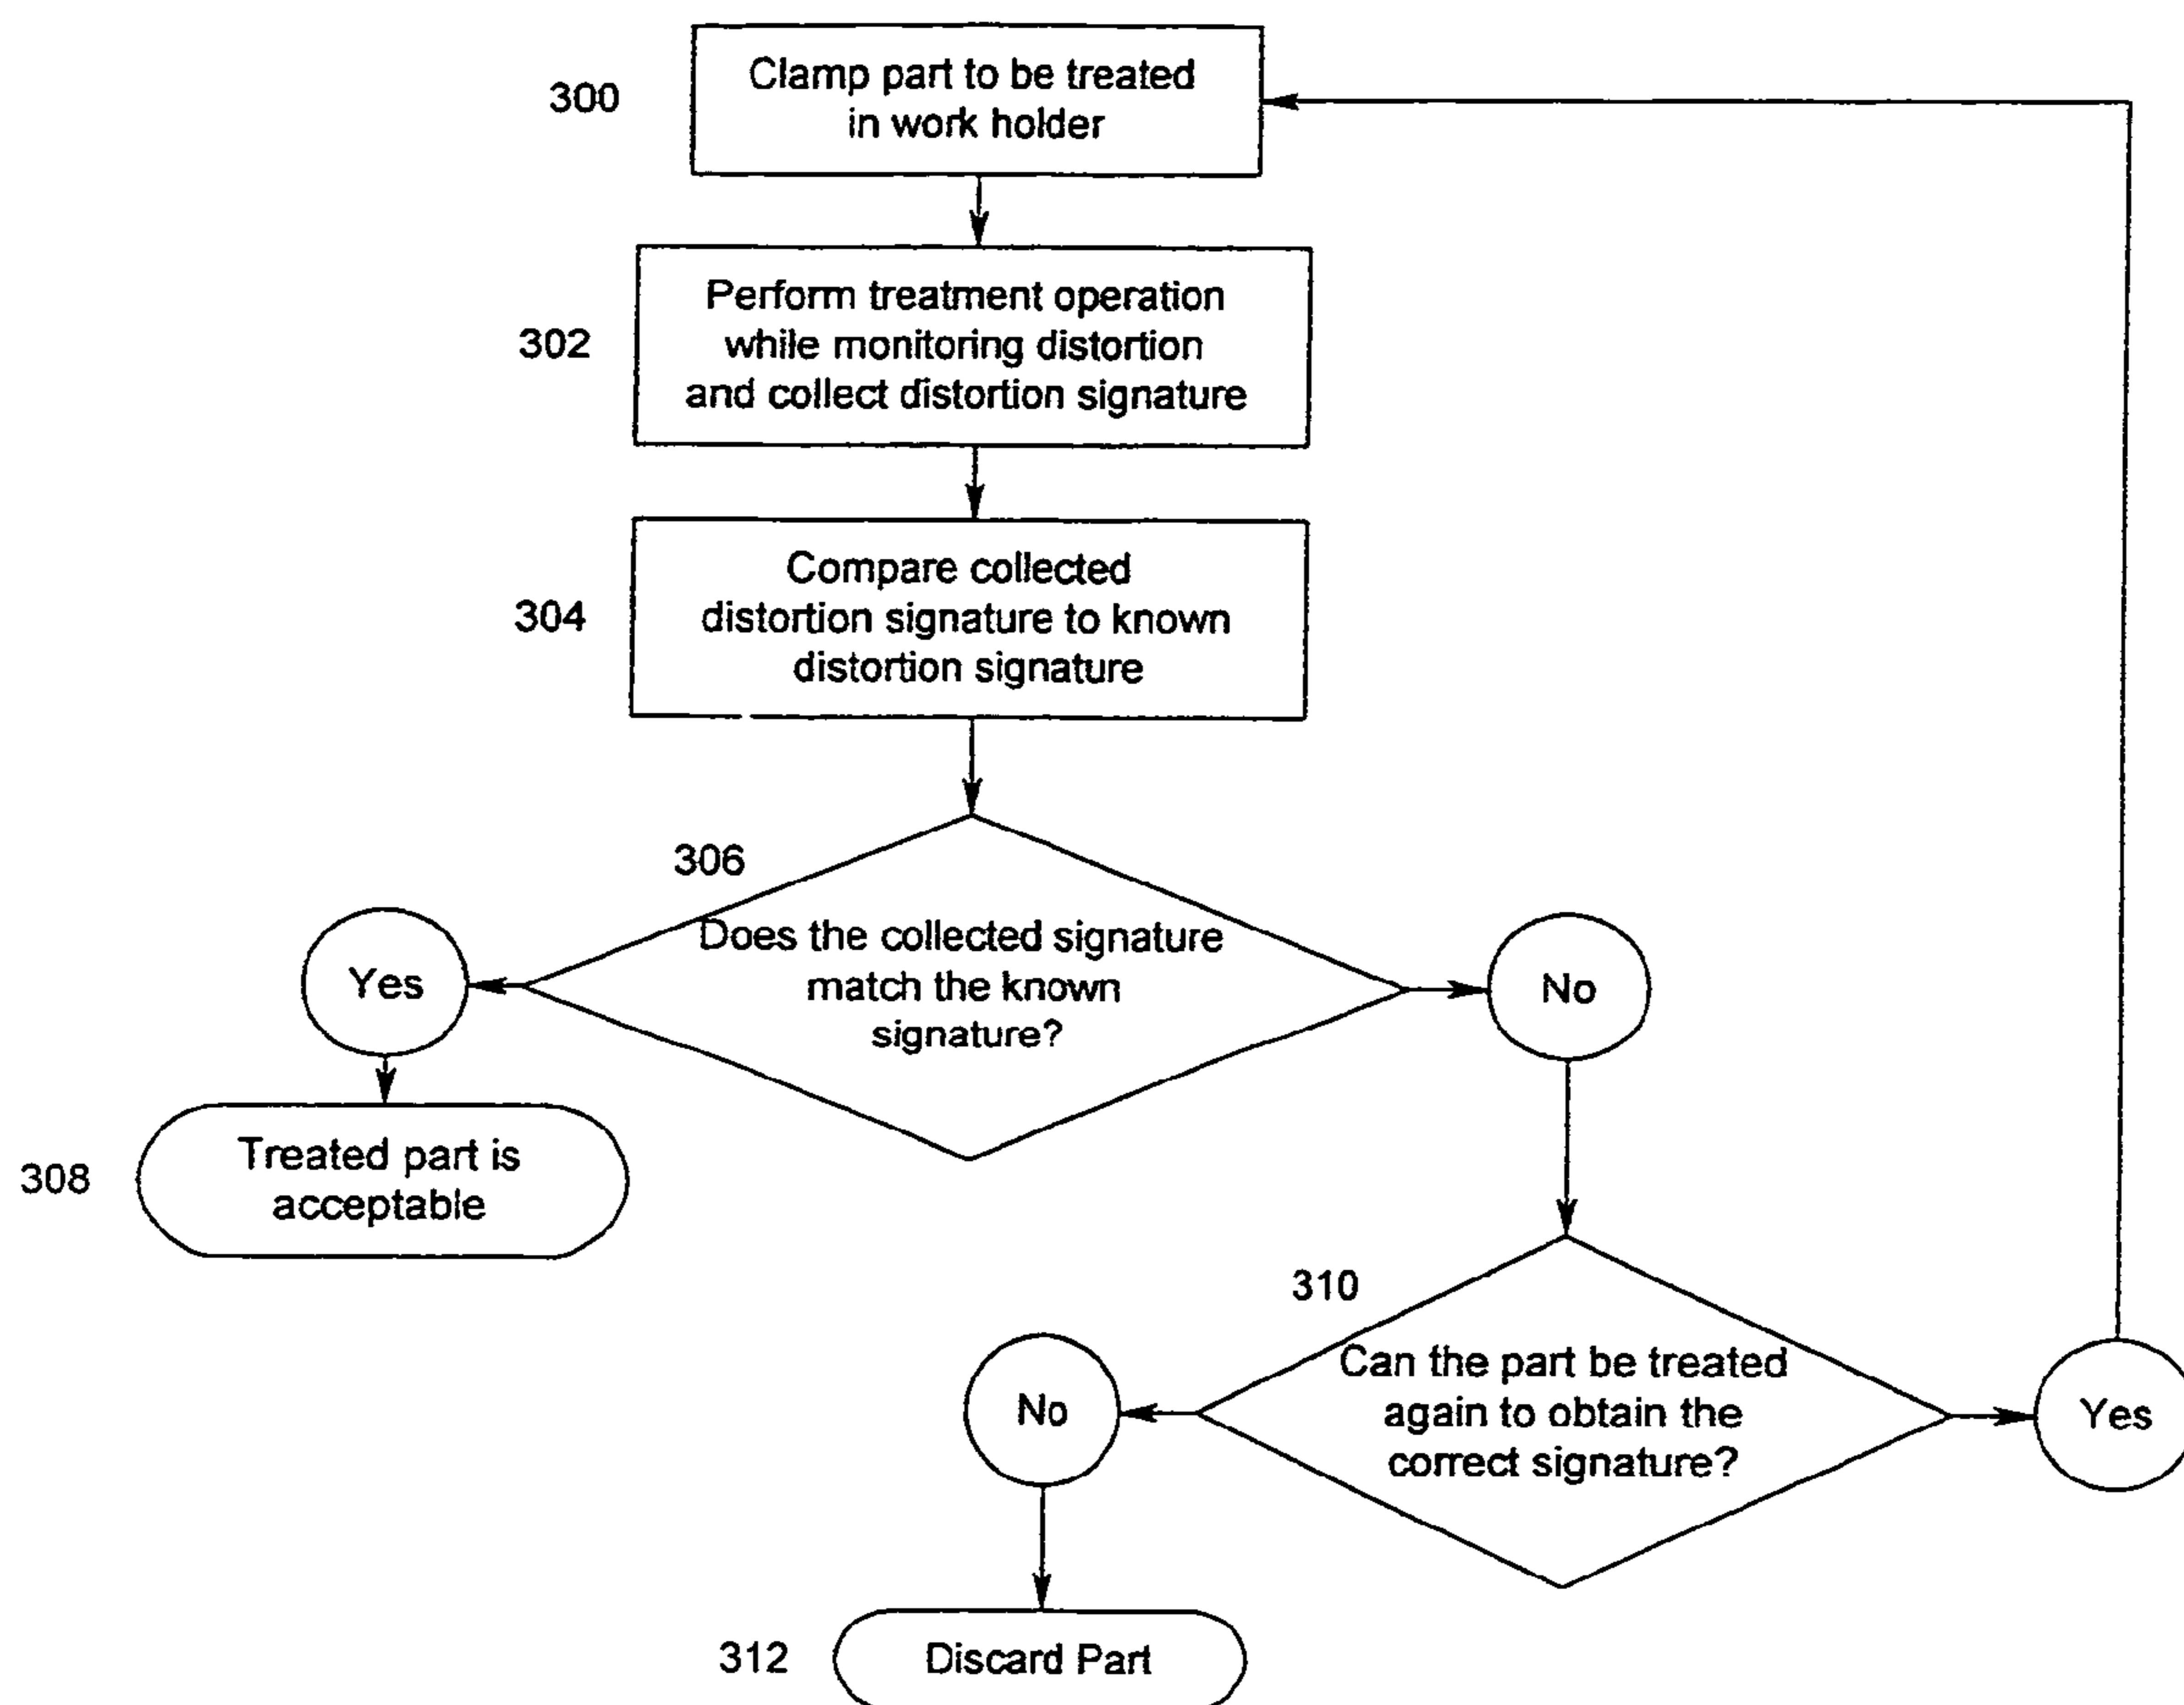 300
Clamp part to be treated
in work holder
302
Perform treatment operation
while monitoring distortion
and collect distortion signature
304
Compare collected
distortion signature to known
distortion signature
306
Does the collected signature
match the known
signature?
Yes
No
308
Treated part is
acceptable
310
Can the part be treated
again to obtain the
correct signature?
No
Yes
312
Discard Part